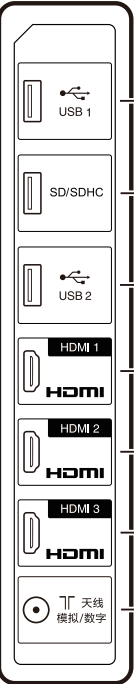 USB 1
SD/SDHC
USB 2
HDMI 1
HDMI
HDMI 2
HDMI
HDMI 3
HDMI
天线
模拟/数字